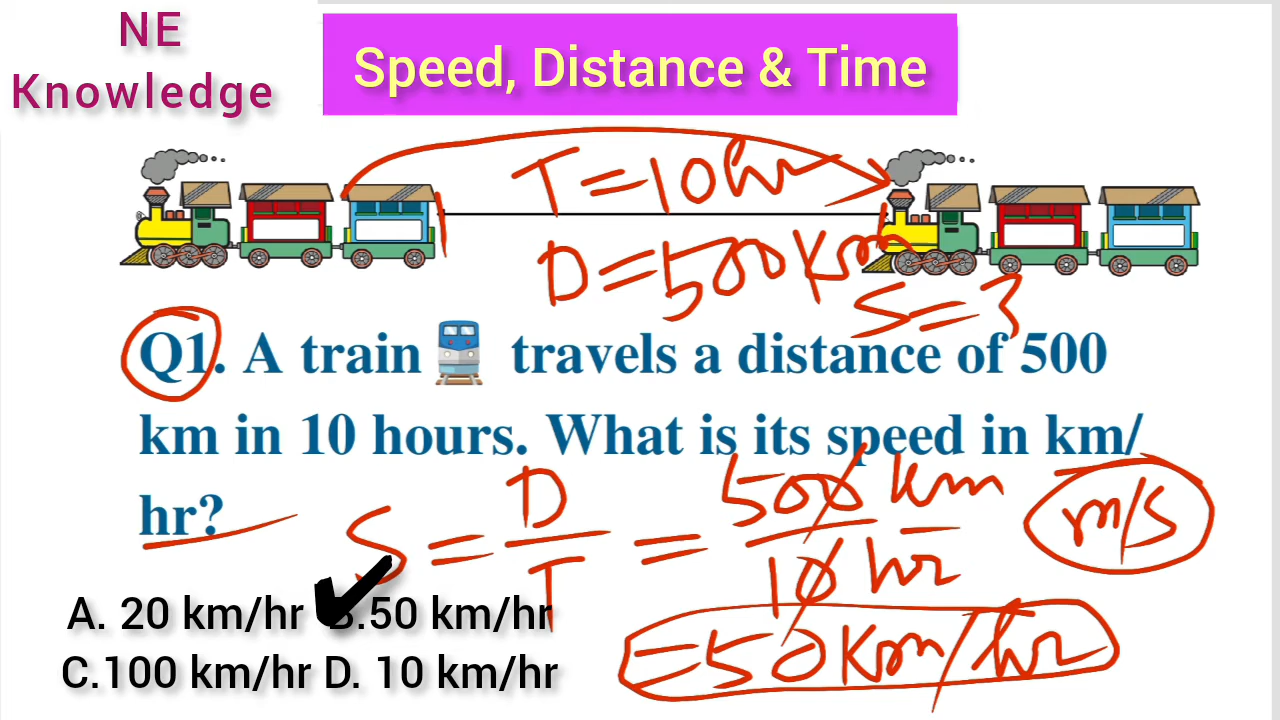 NE
Knowledge
Speed, Distance & Time
T=10hr
D=500Km
S=?
Q1. A train travels a distance of 500
km in 10 hours. What is its speed in km/
hr?
S = D/T = 500 km/10 hr
m/s
=50Km/hr
A. 20 km/hr B.50 km/hr
C.100 km/hr D. 10 km/hr